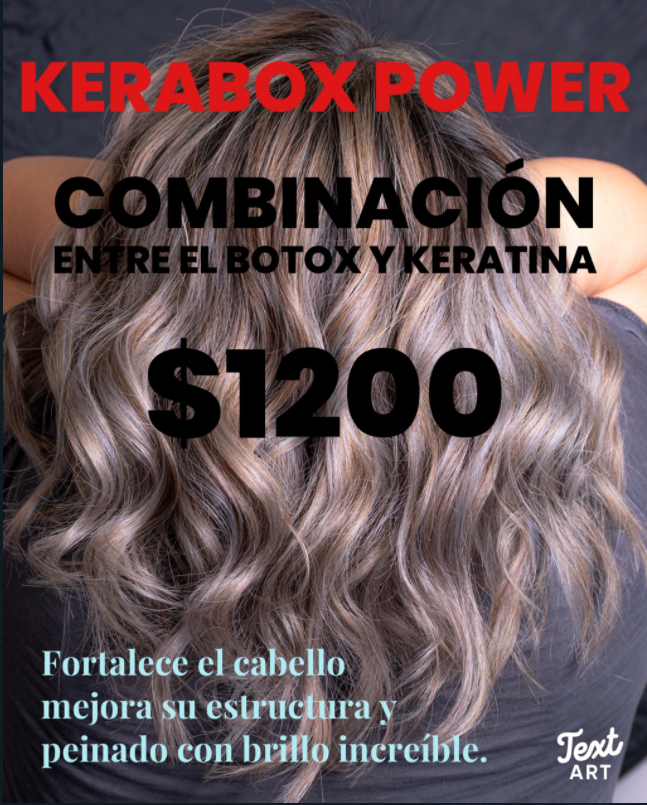 KERABOX POWER
COMBINACIÓN
ENTRE EL BOTOX Y KERATINA
$1200
Fortalece el cabello
mejora su estructura y
peinado con brillo increíble.
Text
ART